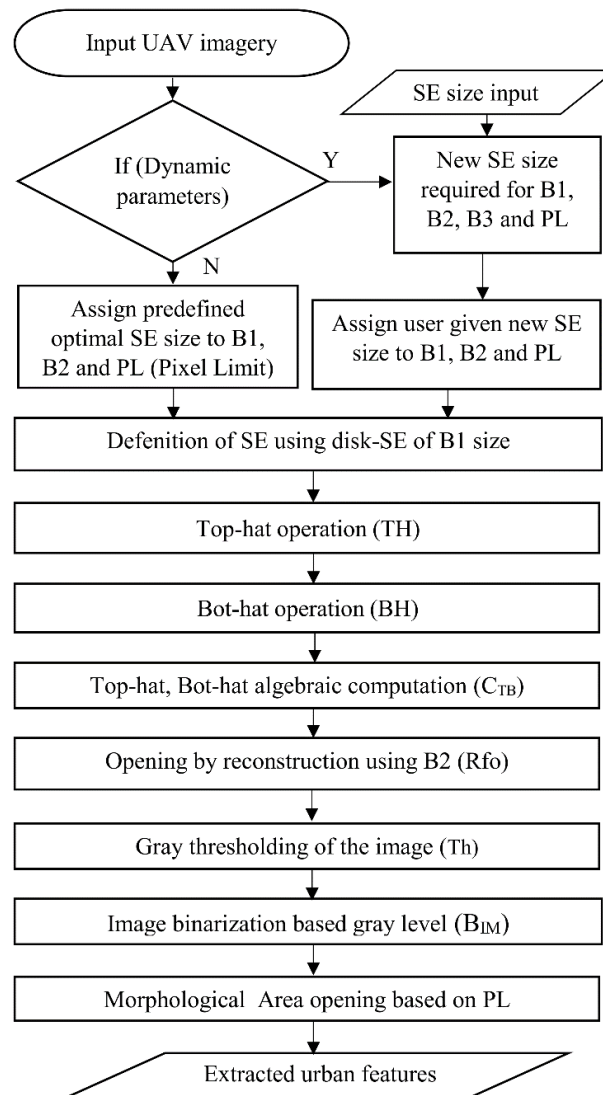 Input UAV imagery
SE size input
If (Dynamic
parameters)
Y
New SE size
required for B1,
B2, B3 and PL
N
Assign predefined
optimal SE size to B1,
B2 and PL (Pixel Limit)
Assign user given new SE
size to B1, B2 and PL
Defenition of SE using disk-SE of B1 size
Top-hat operation (TH)
Bot-hat operation (BH)
Top-hat, Bot-hat algebraic computation (CTB)
Opening by reconstruction using B2 (Rfo)
Gray thresholding of the image (Th)
Image binarization based gray level (BIM)
Morphological Area opening based on PL
Extracted urban features